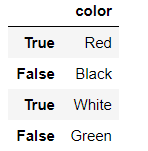 color
True Red
False Black
True White
False Green